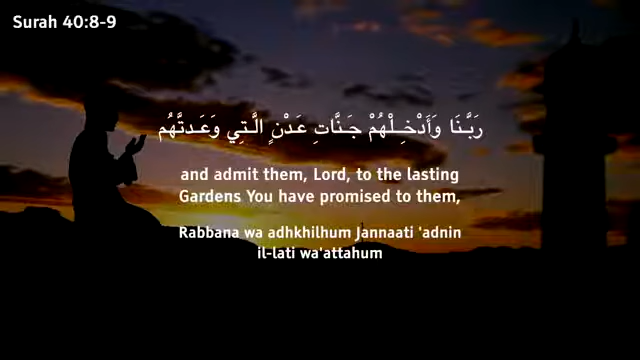 Surah 40:8-9
رَبَّنَا وَأَدْخِلْهُمْ جَنَّاتِ عَدْنٍ الَّتِي وَعَدتَّهُم
and admit them, Lord, to the lasting
Gardens You have promised to them,
Rabbana wa adhkhilhum Jannaati 'adnin
il-lati wa'attahum